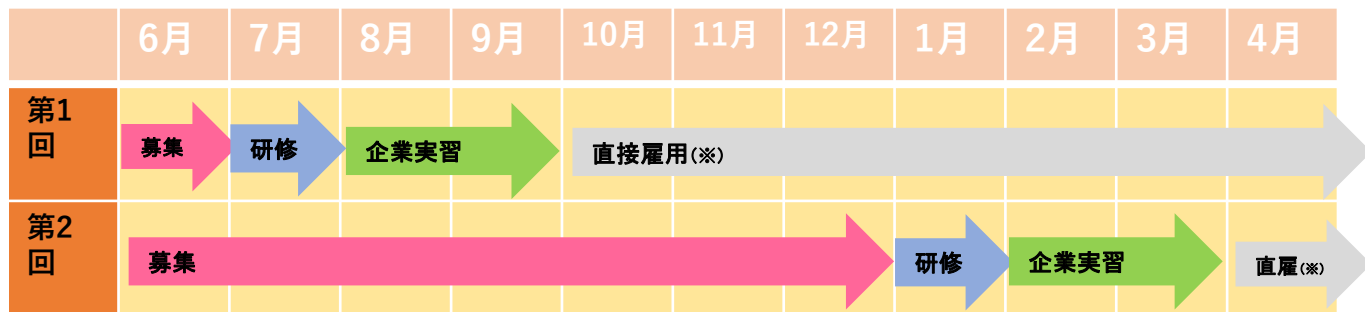 6月 7月 8月 9月 10月 11月 12月 1月 2月 3月 4月
第1
回
募集 研修 企業実習 直接雇用(※)
第2
回
募集 研修 企業実習 直雇(※)